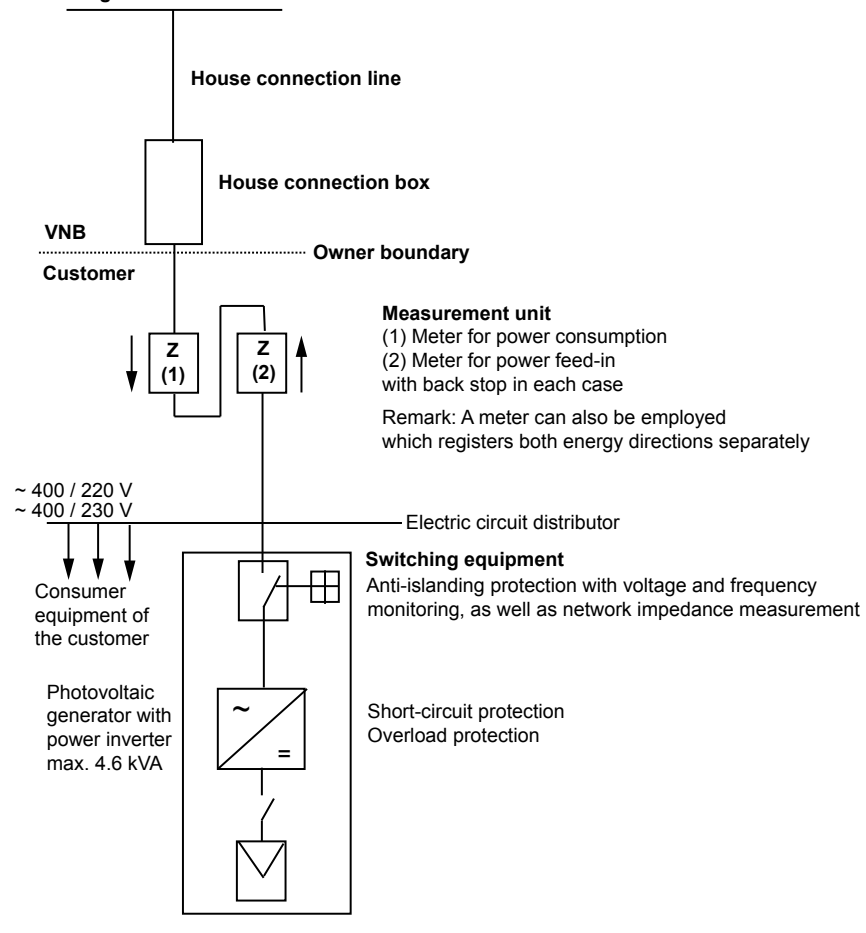 House connection line
House connection box
VNB
Owner boundary
Customer
Measurement unit
(1) Meter for power consumption
(2) Meter for power feed-in
with back stop in each case
Remark: A meter can also be employed
which registers both energy directions separately
Z
(1)
Z
(2)
~ 400 / 220 V
~ 400 / 230 V
Electric circuit distributor
Switching equipment
Anti-islanding protection with voltage and frequency
monitoring, as well as network impedance measurement
Consumer
equipment of
the customer
Photovoltaic
generator with
power inverter
max. 4.6 kVA
~
=
Short-circuit protection
Overload protection